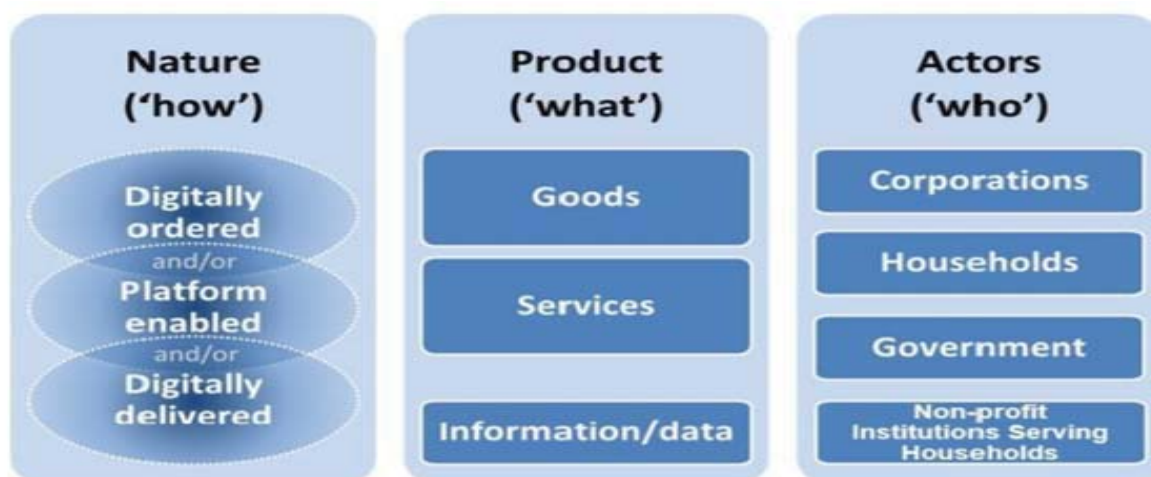 Nature
(‘how’)
Digitally
ordered
and/or
Platform
enabled
and/or
Digitally
delivered
Product
(‘what’)
Goods
Services
Information/data
Actors
(‘who’)
Corporations
Households
Government
Non-profit
Institutions Serving
Households